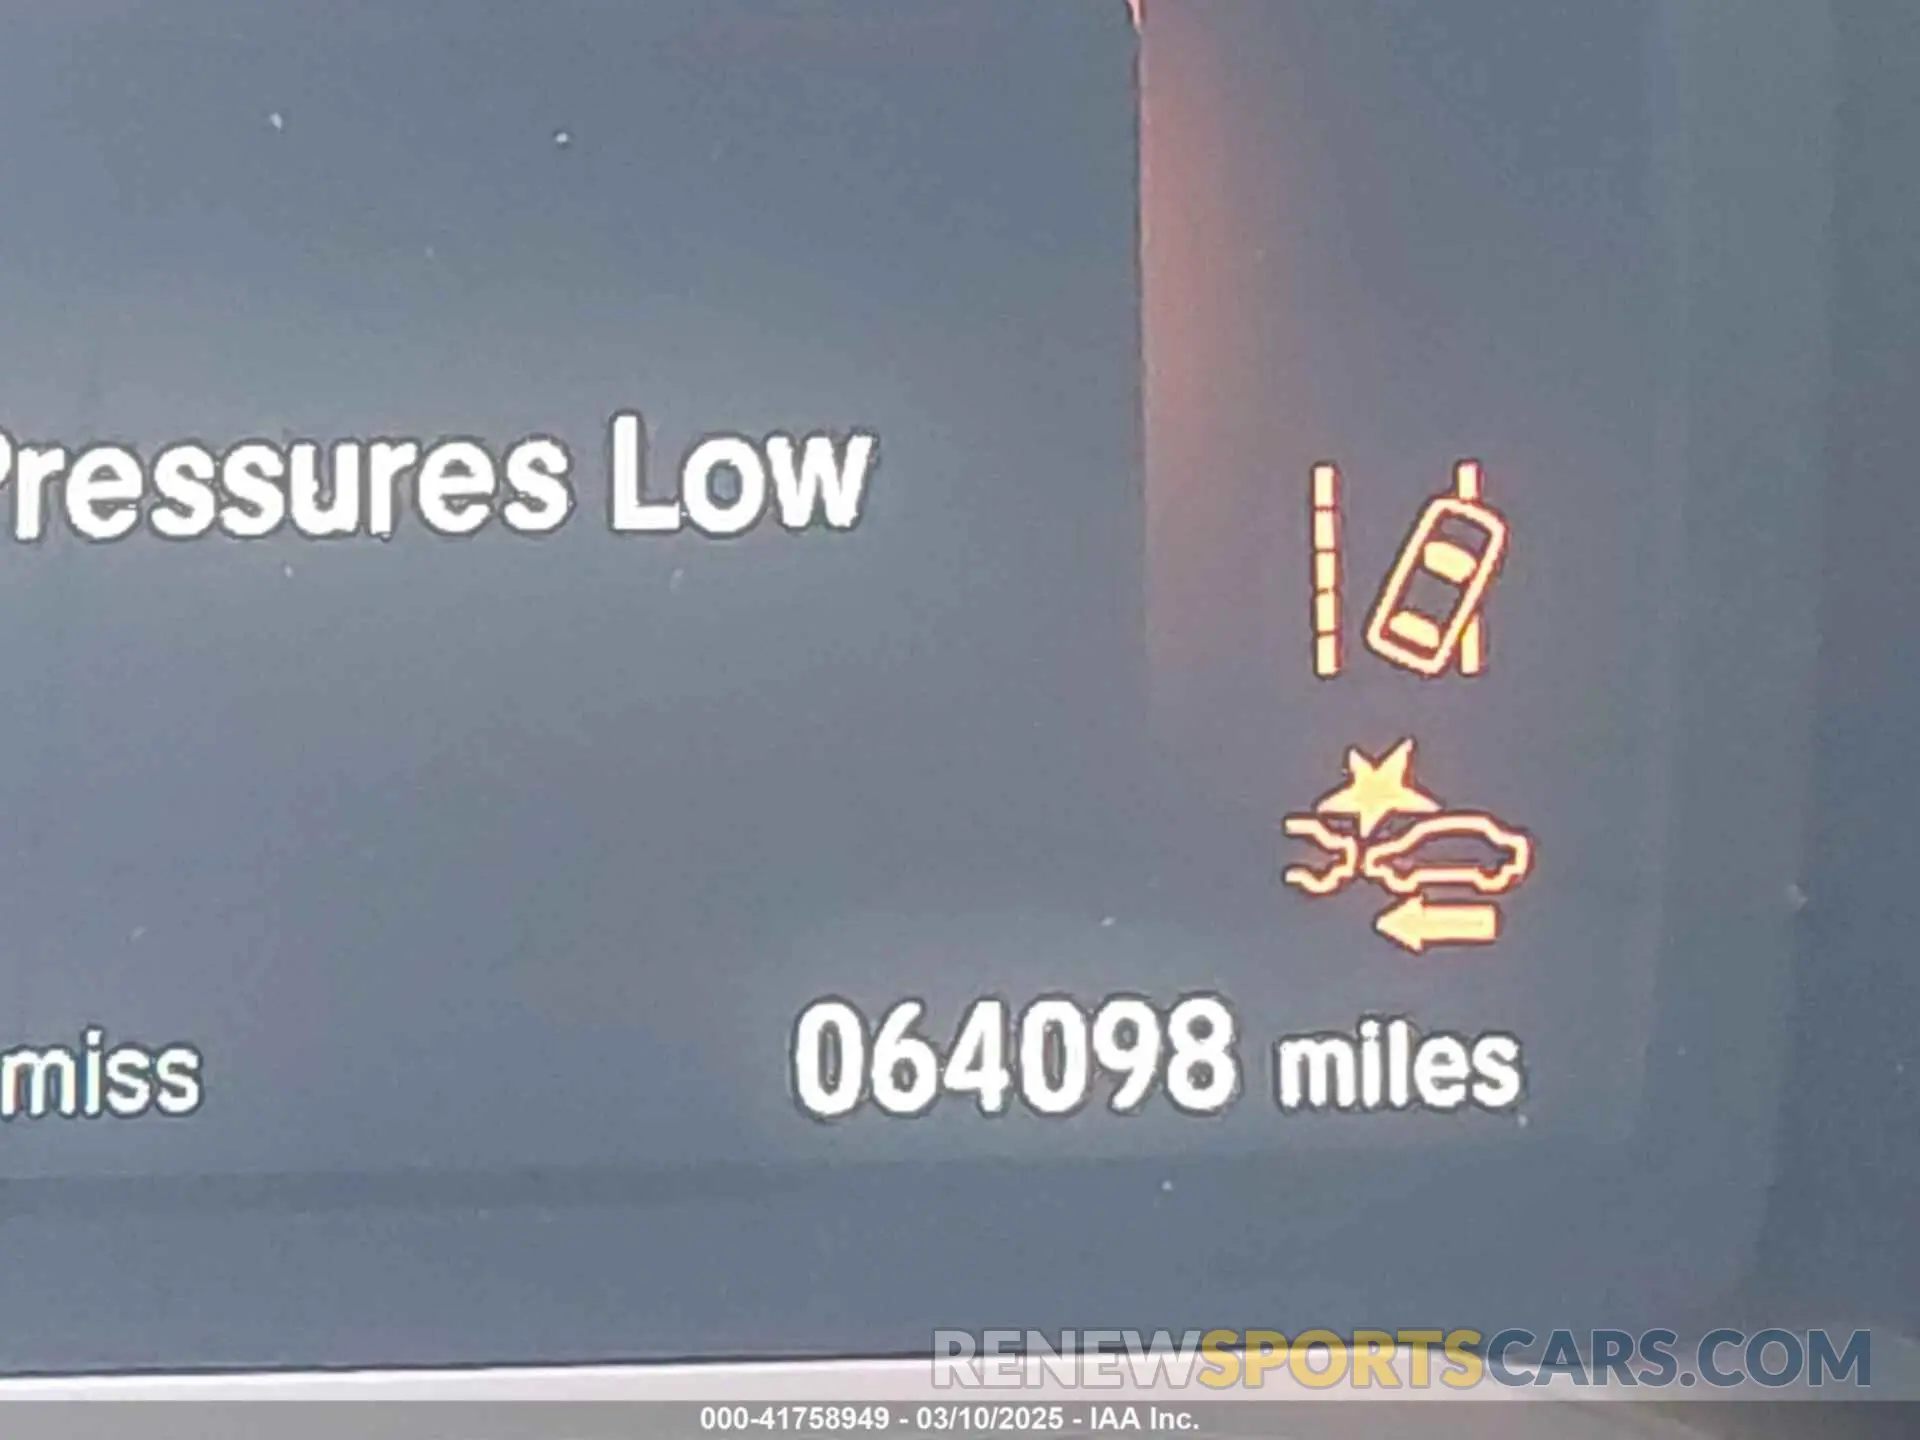 Pressures Low
miss
064098 miles
RENEWSPORTSCARS.COM
000-41758949 - 03/10/2025 - IAA Inc.